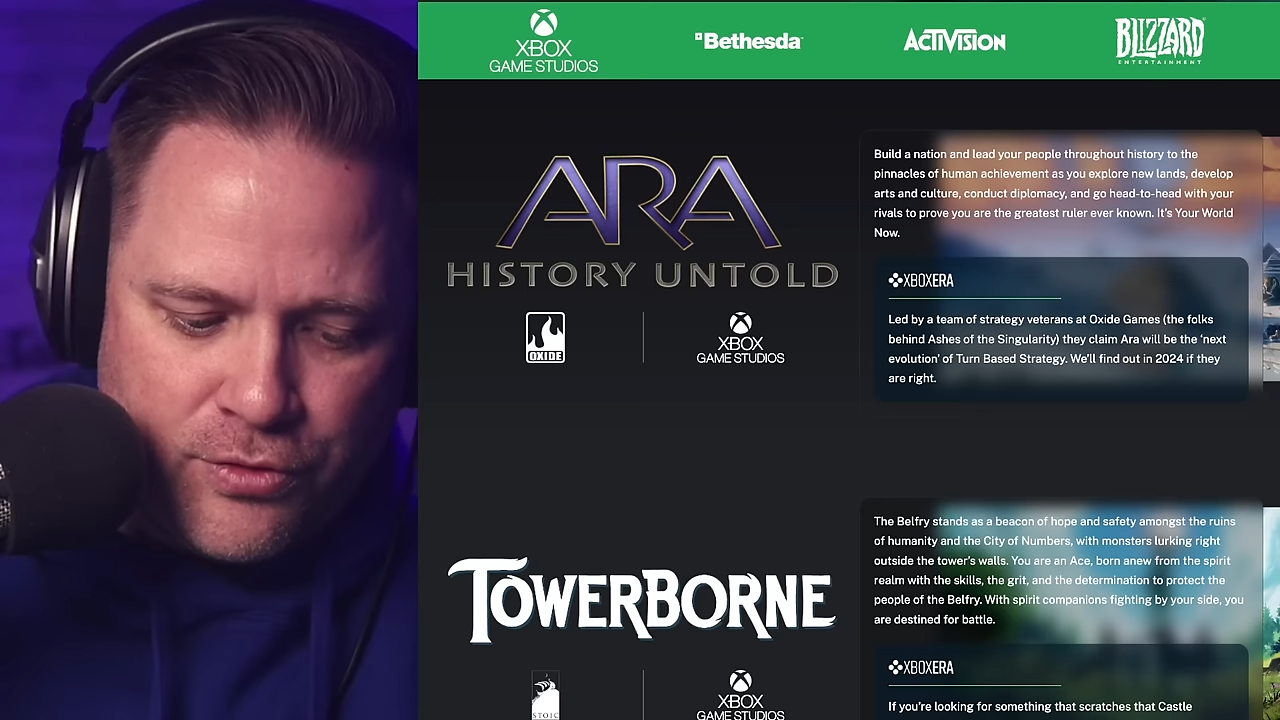 XBOX
GAME STUDIOS
Bethesda
ACTIVISION
BLIZZARD
ENTERTAINMENT
ARA
HISTORY UNTOLD
OXIDE
XBOX
GAME STUDIOS
Build a nation and lead your people throughout history to the
pinnacles of human achievement as you explore new lands, develop
arts and culture, conduct diplomacy, and go head-to-head with your
rivals to prove you are the greatest ruler ever known. It's Your World
Now.
XBOXERA
Led by a team of strategy veterans at Oxide Games (the folks
behind Ashes of the Singularity) they claim Ara will be the 'next
evolution' of Turn Based Strategy. We'll find out in 2024 if they
are right.
TOWERBORNE
STOIC
XBOX
GAME STUDIOS
The Belfry stands as a beacon of hope and safety amongst the ruins
of humanity and the City of Numbers, with monsters lurking right
outside the tower's walls. You are an Ace, born anew from the spirit
realm with the skills, the grit, and the determination to protect the
people of the Belfry. With spirit companions fighting by your side, you
are destined for battle.
XBOXERA
If you're looking for something that scratches that Castle